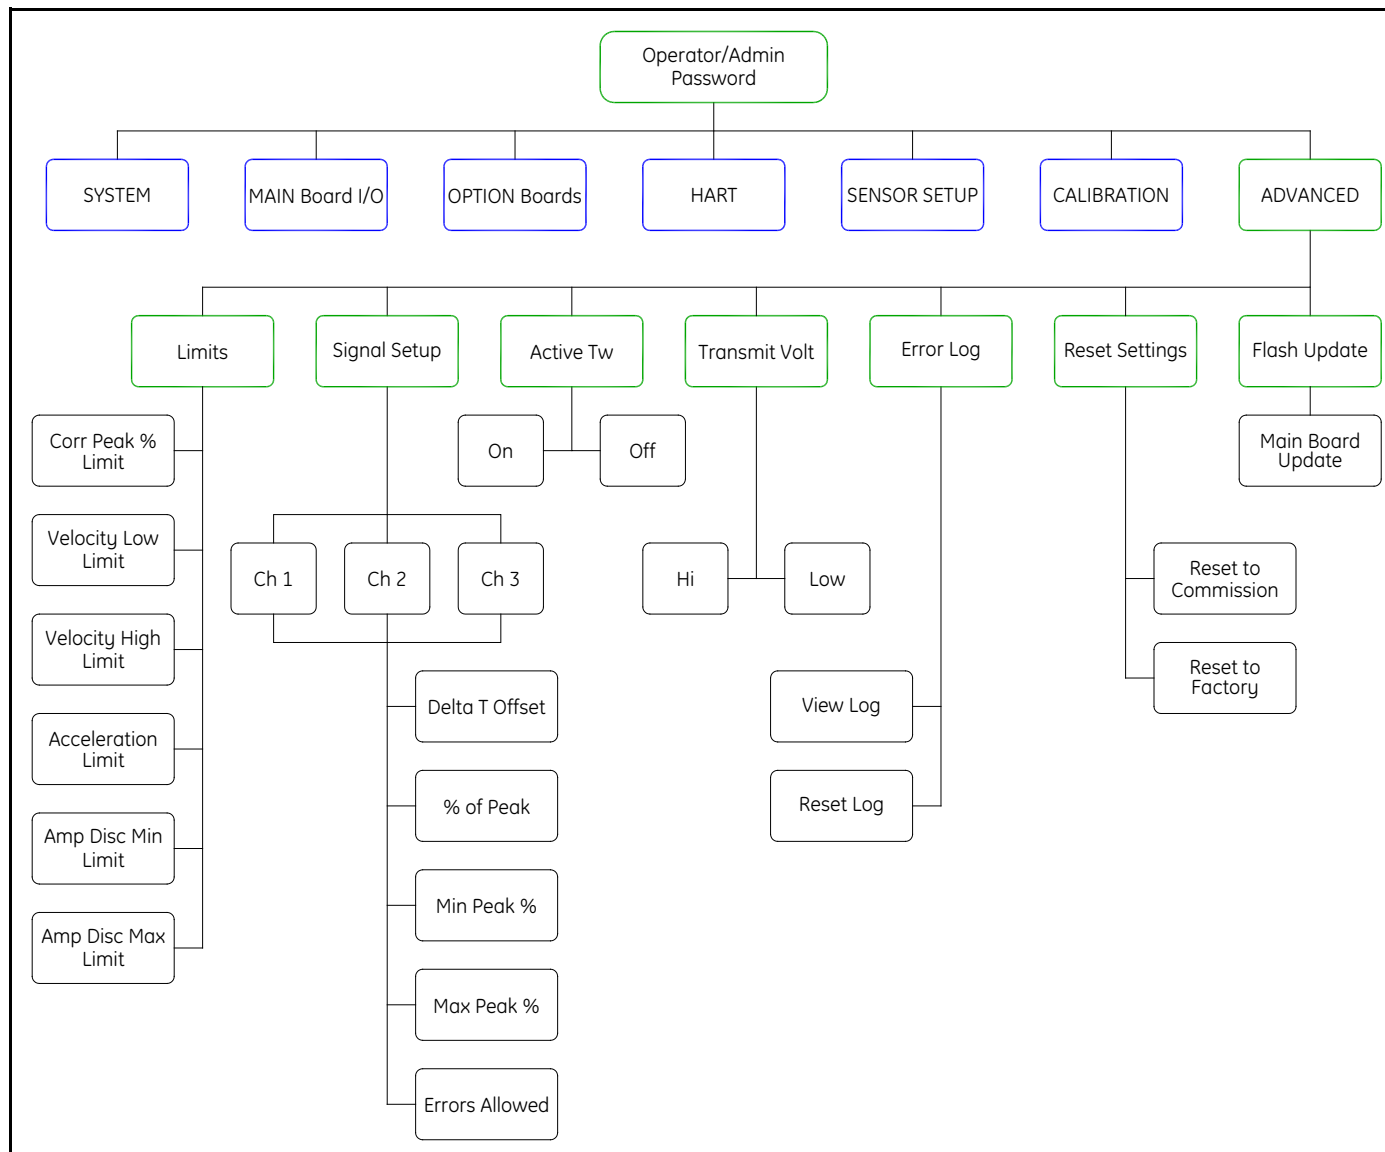 Operator/Admin
Password
SYSTEM
MAIN Board I/O
OPTION Boards
HART
SENSOR SETUP
CALIBRATION
ADVANCED
Limits
Signal Setup
Active Tw
Transmit Volt
Error Log
Reset Settings
Flash Update
Corr Peak %
Limit
Velocity Low
Limit
Velocity High
Limit
Acceleration
Limit
Amp Disc Min
Limit
Amp Disc Max
Limit
Ch 1
Ch 2
Ch 3
Delta T Offset
% of Peak
Min Peak %
Max Peak %
Errors Allowed
On
Off
Hi
Low
View Log
Reset Log
Reset to
Commission
Reset to
Factory
Main Board
Update